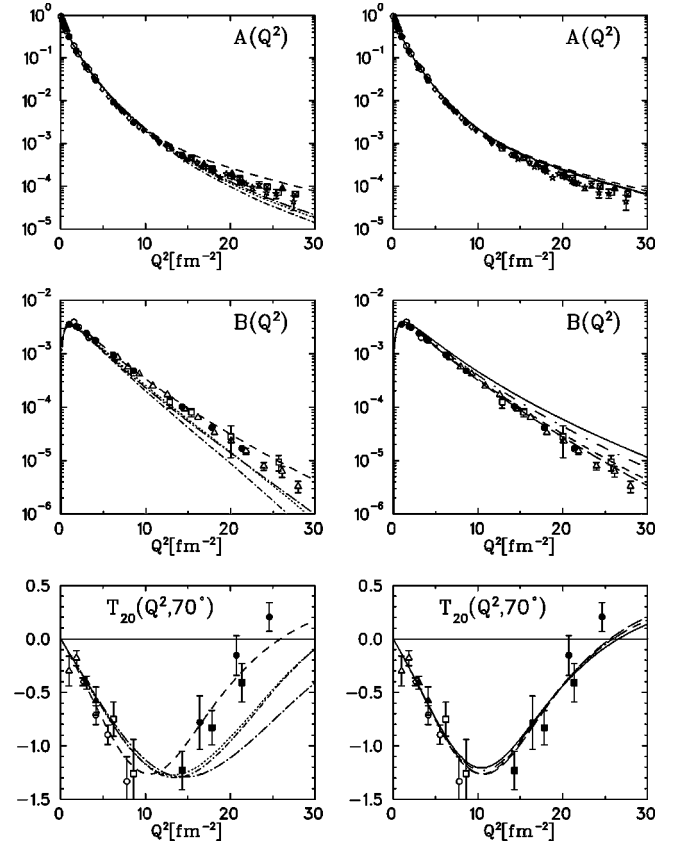 10⁰
10⁻¹
10⁻²
10⁻³
10⁻⁴
10⁻⁵
A(Q²)
0 10 20 30
Q²[fm⁻²]
10⁰
10⁻¹
10⁻²
10⁻³
10⁻⁴
10⁻⁵
A(Q²)
0 10 20 30
Q²[fm⁻²]
10⁻²
10⁻³
10⁻⁴
10⁻⁵
10⁻⁶
B(Q²)
0 10 20 30
Q²[fm⁻²]
10⁻²
10⁻³
10⁻⁴
10⁻⁵
10⁻⁶
B(Q²)
0 10 20 30
Q²[fm⁻²]
0.5
0.0
-0.5
-1.0
-1.5
T₂₀(Q²,70°)
0 10 20 30
Q²[fm⁻²]
0.5
0.0
-0.5
-1.0
-1.5
T₂₀(Q²,70°)
0 10 20 30
Q²[fm⁻²]